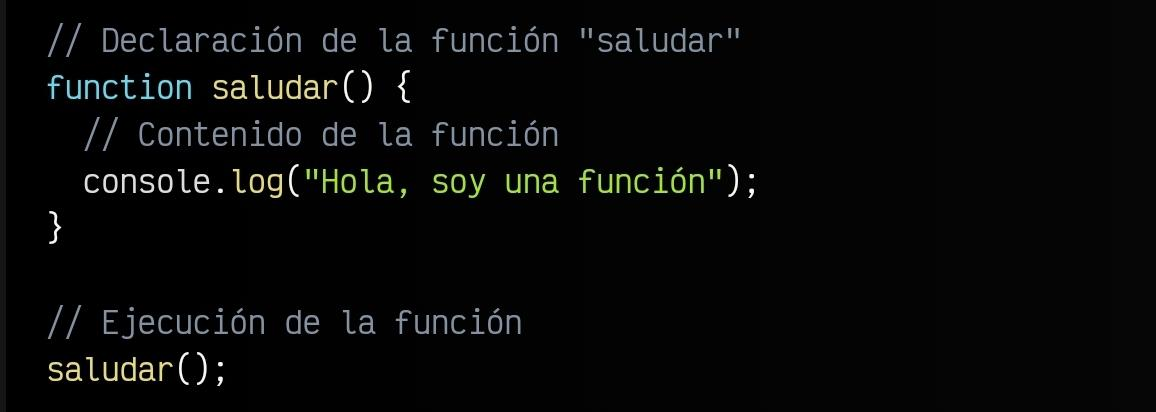 // Declaración de la función "saludar"
function saludar() {
  // Contenido de la función
  console.log("Hola, soy una función");
}
// Ejecución de la función
saludar();